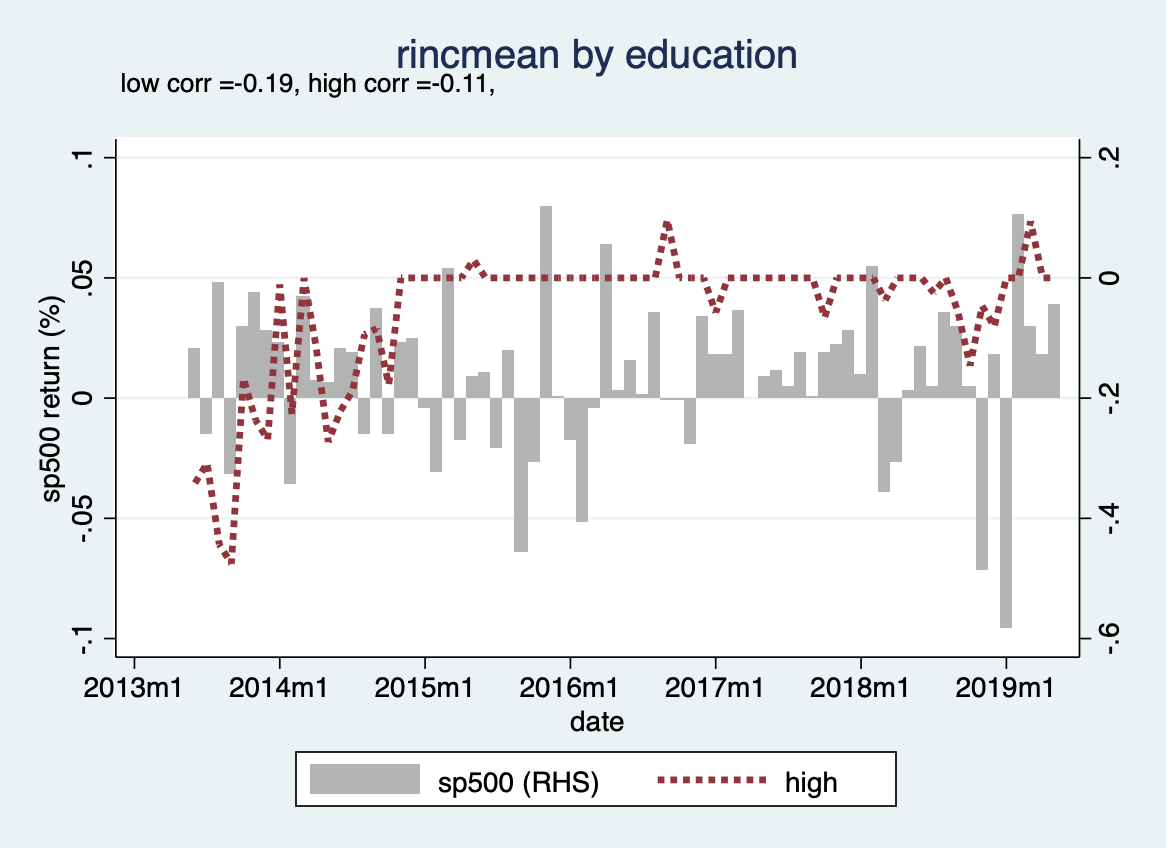 rincmean by education
low corr =-0.19, high corr =-0.11,
.1
.05
0
-.05
-.1
sp500 return (%)
.2
0
-.2
-.4
-.6
2013m1 2014m1 2015m1 2016m1 2017m1 2018m1 2019m1
date
sp500 (RHS) high